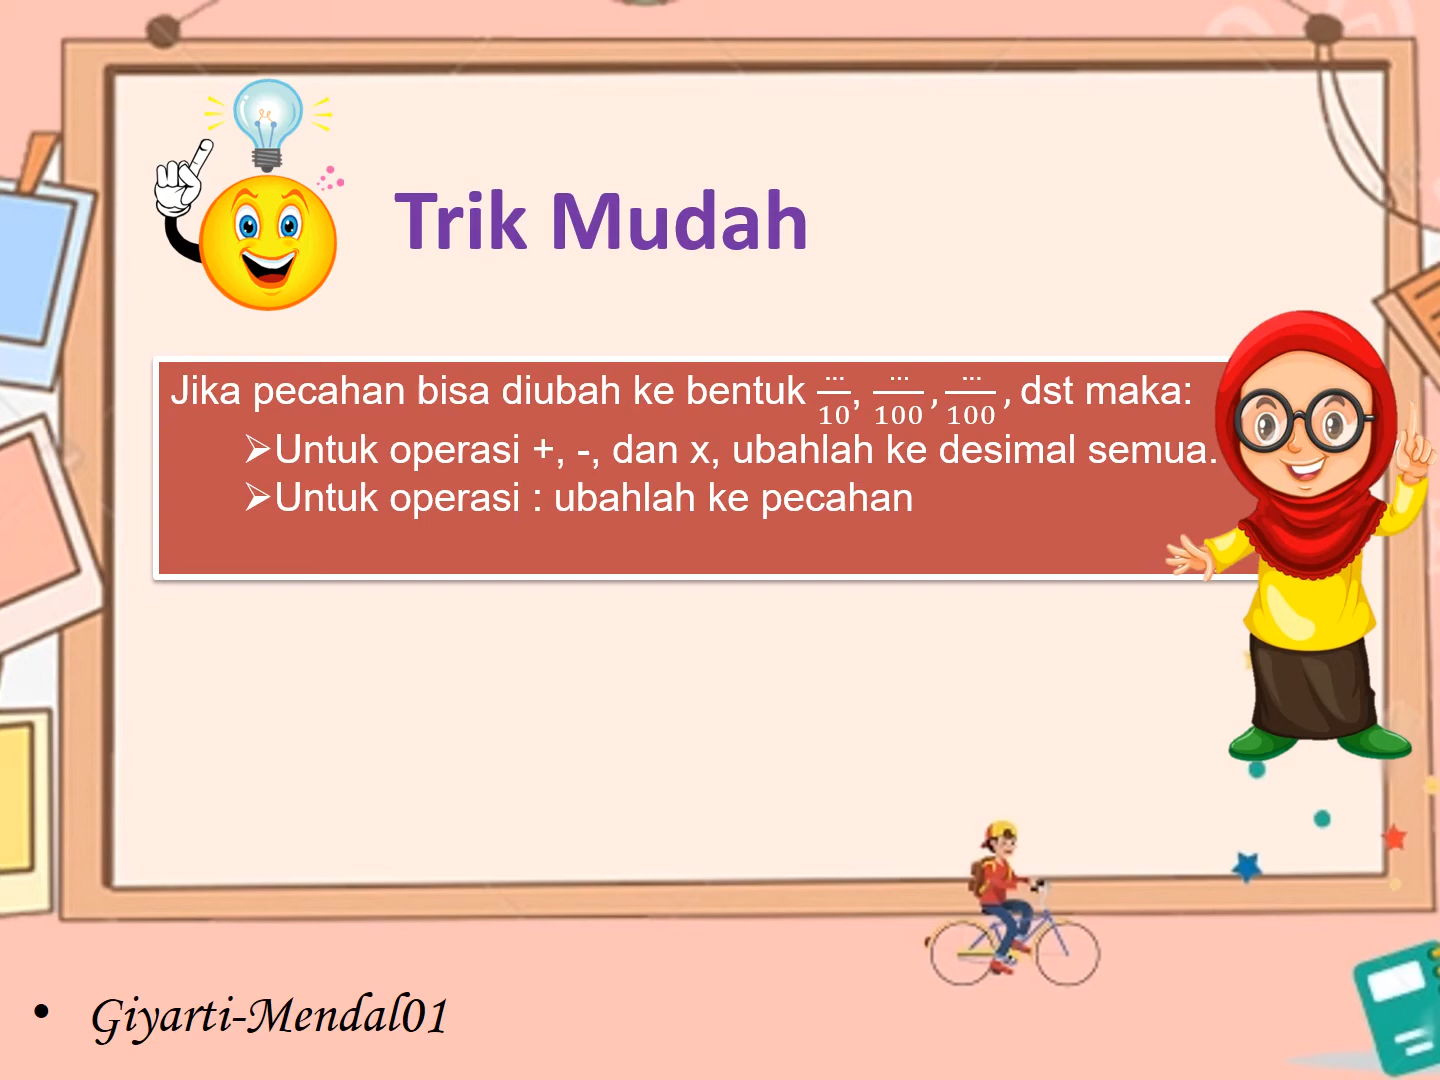 Trik Mudah
Jika pecahan bisa diubah ke bentuk …/10, …/100, …/100, dst maka:
➢Untuk operasi +, -, dan x, ubahlah ke desimal semua.
➢Untuk operasi : ubahlah ke pecahan
• Giyarti-Mendal01